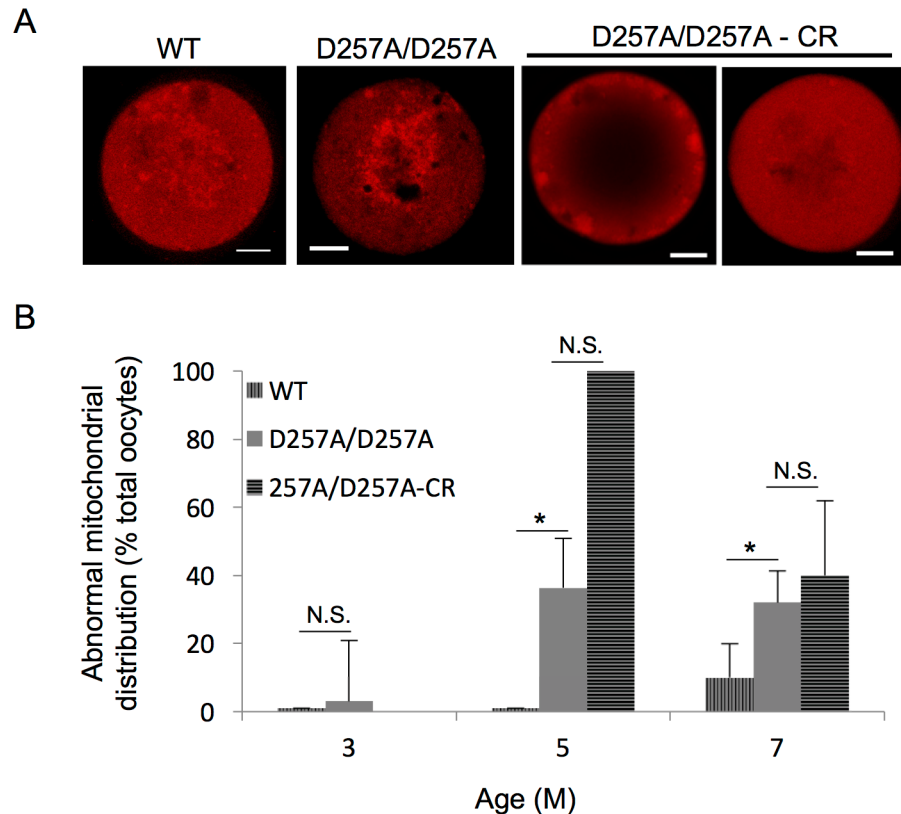 A
WT D257A/D257A D257A/D257A - CR
B
Abnormal mitochondrial
distribution (% total oocytes)
100
80
60
40
20
0
WT
D257A/D257A
257A/D257A-CR
N.S.
*
N.S.
*
N.S.
3 5 7
Age (M)